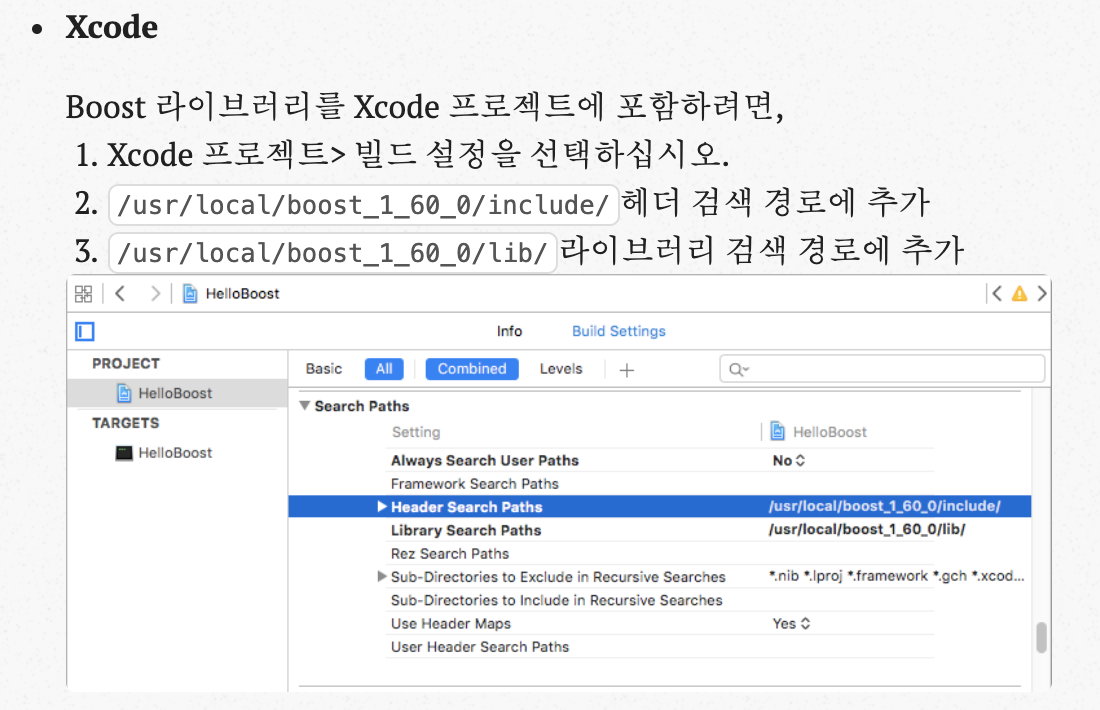 • Xcode
Boost 라이브러리를 Xcode 프로젝트에 포함하려면,
1. Xcode 프로젝트> 빌드 설정을 선택하십시오.
2. /usr/local/boost_1_60_0/include/ 헤더 검색 경로에 추가
3. /usr/local/boost_1_60_0/lib/ 라이브러리 검색 경로에 추가
HelloBoost
Info Build Settings
PROJECT
HelloBoost
TARGETS
HelloBoost
Basic All Combined Levels +
Search Paths
Setting HelloBoost
Always Search User Paths No
Framework Search Paths
Header Search Paths /usr/local/boost_1_60_0/include/
Library Search Paths /usr/local/boost_1_60_0/lib/
Rez Search Paths
Sub-Directories to Exclude in Recursive Searches *.nib *.lproj *.framework *.gch *.xcod...
Sub-Directories to Include in Recursive Searches
Use Header Maps Yes
User Header Search Paths